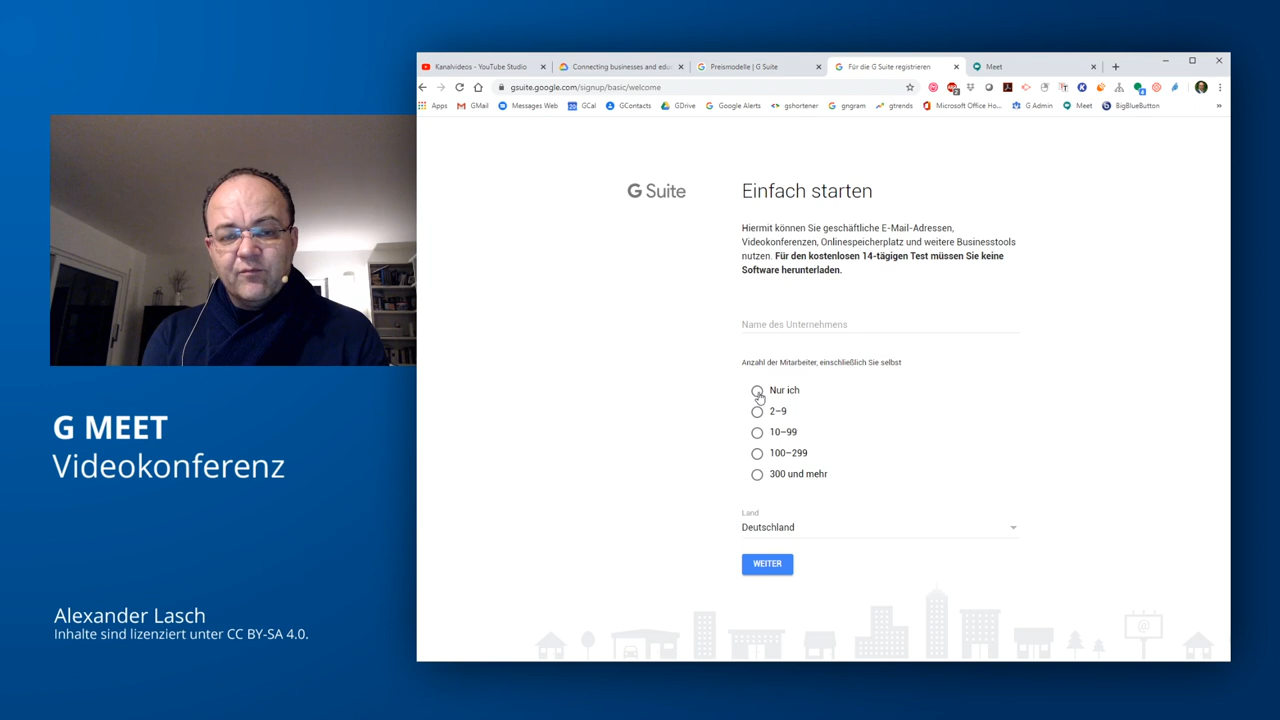 Kanalvideos - YouTube Studio
Connecting businesses and edu
Preismodelle | G Suite
Für die G Suite registrieren
Meet
gsuite.google.com/signup/basic/welcome
Apps GMail Messages Web GCal GContacts GDrive Google Alerts gshortener gngram gtrends Microsoft Office Ho... G Admin Meet BigBlueButton »
G Suite
Einfach starten
Hiermit können Sie geschäftliche E-Mail-Adressen,
Videokonferenzen, Onlinespeicherplatz und weitere Businesstools
nutzen. Für den kostenlosen 14-tägigen Test müssen Sie keine
Software herunterladen.
Name des Unternehmens
Anzahl der Mitarbeiter, einschließlich Sie selbst
Nur ich
2–9
10–99
100–299
300 und mehr
Land
Deutschland
WEITER
@
G MEET
Videokonferenz
Alexander Lasch
Inhalte sind lizenziert unter CC BY-SA 4.0.